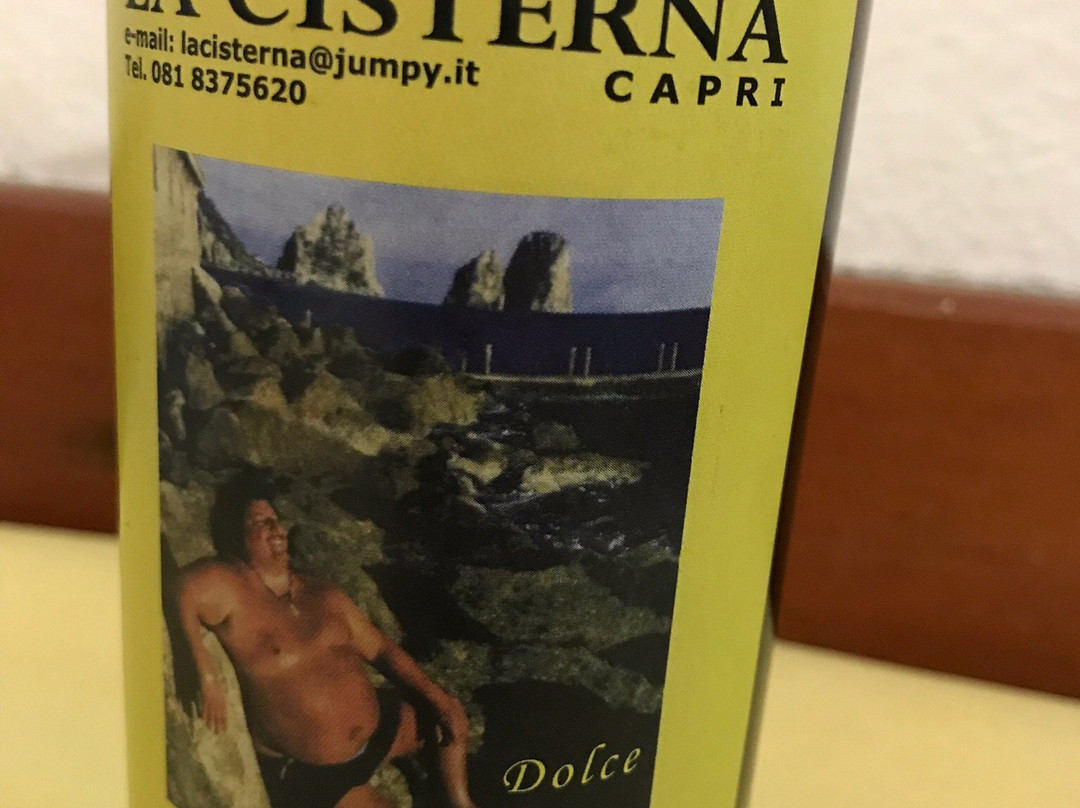 LA CISTERNA
e-mail: lacisterna@jumpy.it
CAPRI
Tel. 081 8375620
Dolce